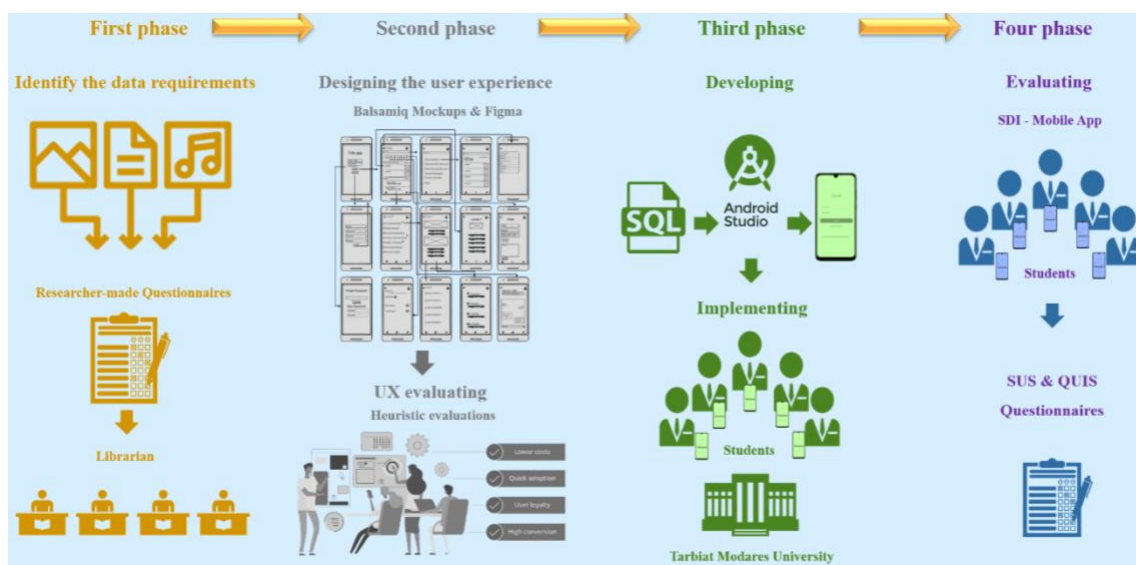 First phase
Second phase
Third phase
Four phase
Identify the data requirements
Researcher-made Questionnaires
Librarian
Designing the user experience
Balsamiq Mockups & Figma
UX evaluating
Heuristic evaluations
Lower costs
Quick adoption
User loyalty
High conversion
Developing
SQL
Android
Studio
Implementing
Students
Tarbiat Modares University
Evaluating
SDI - Mobile App
Students
SUS & QUIS
Questionnaires